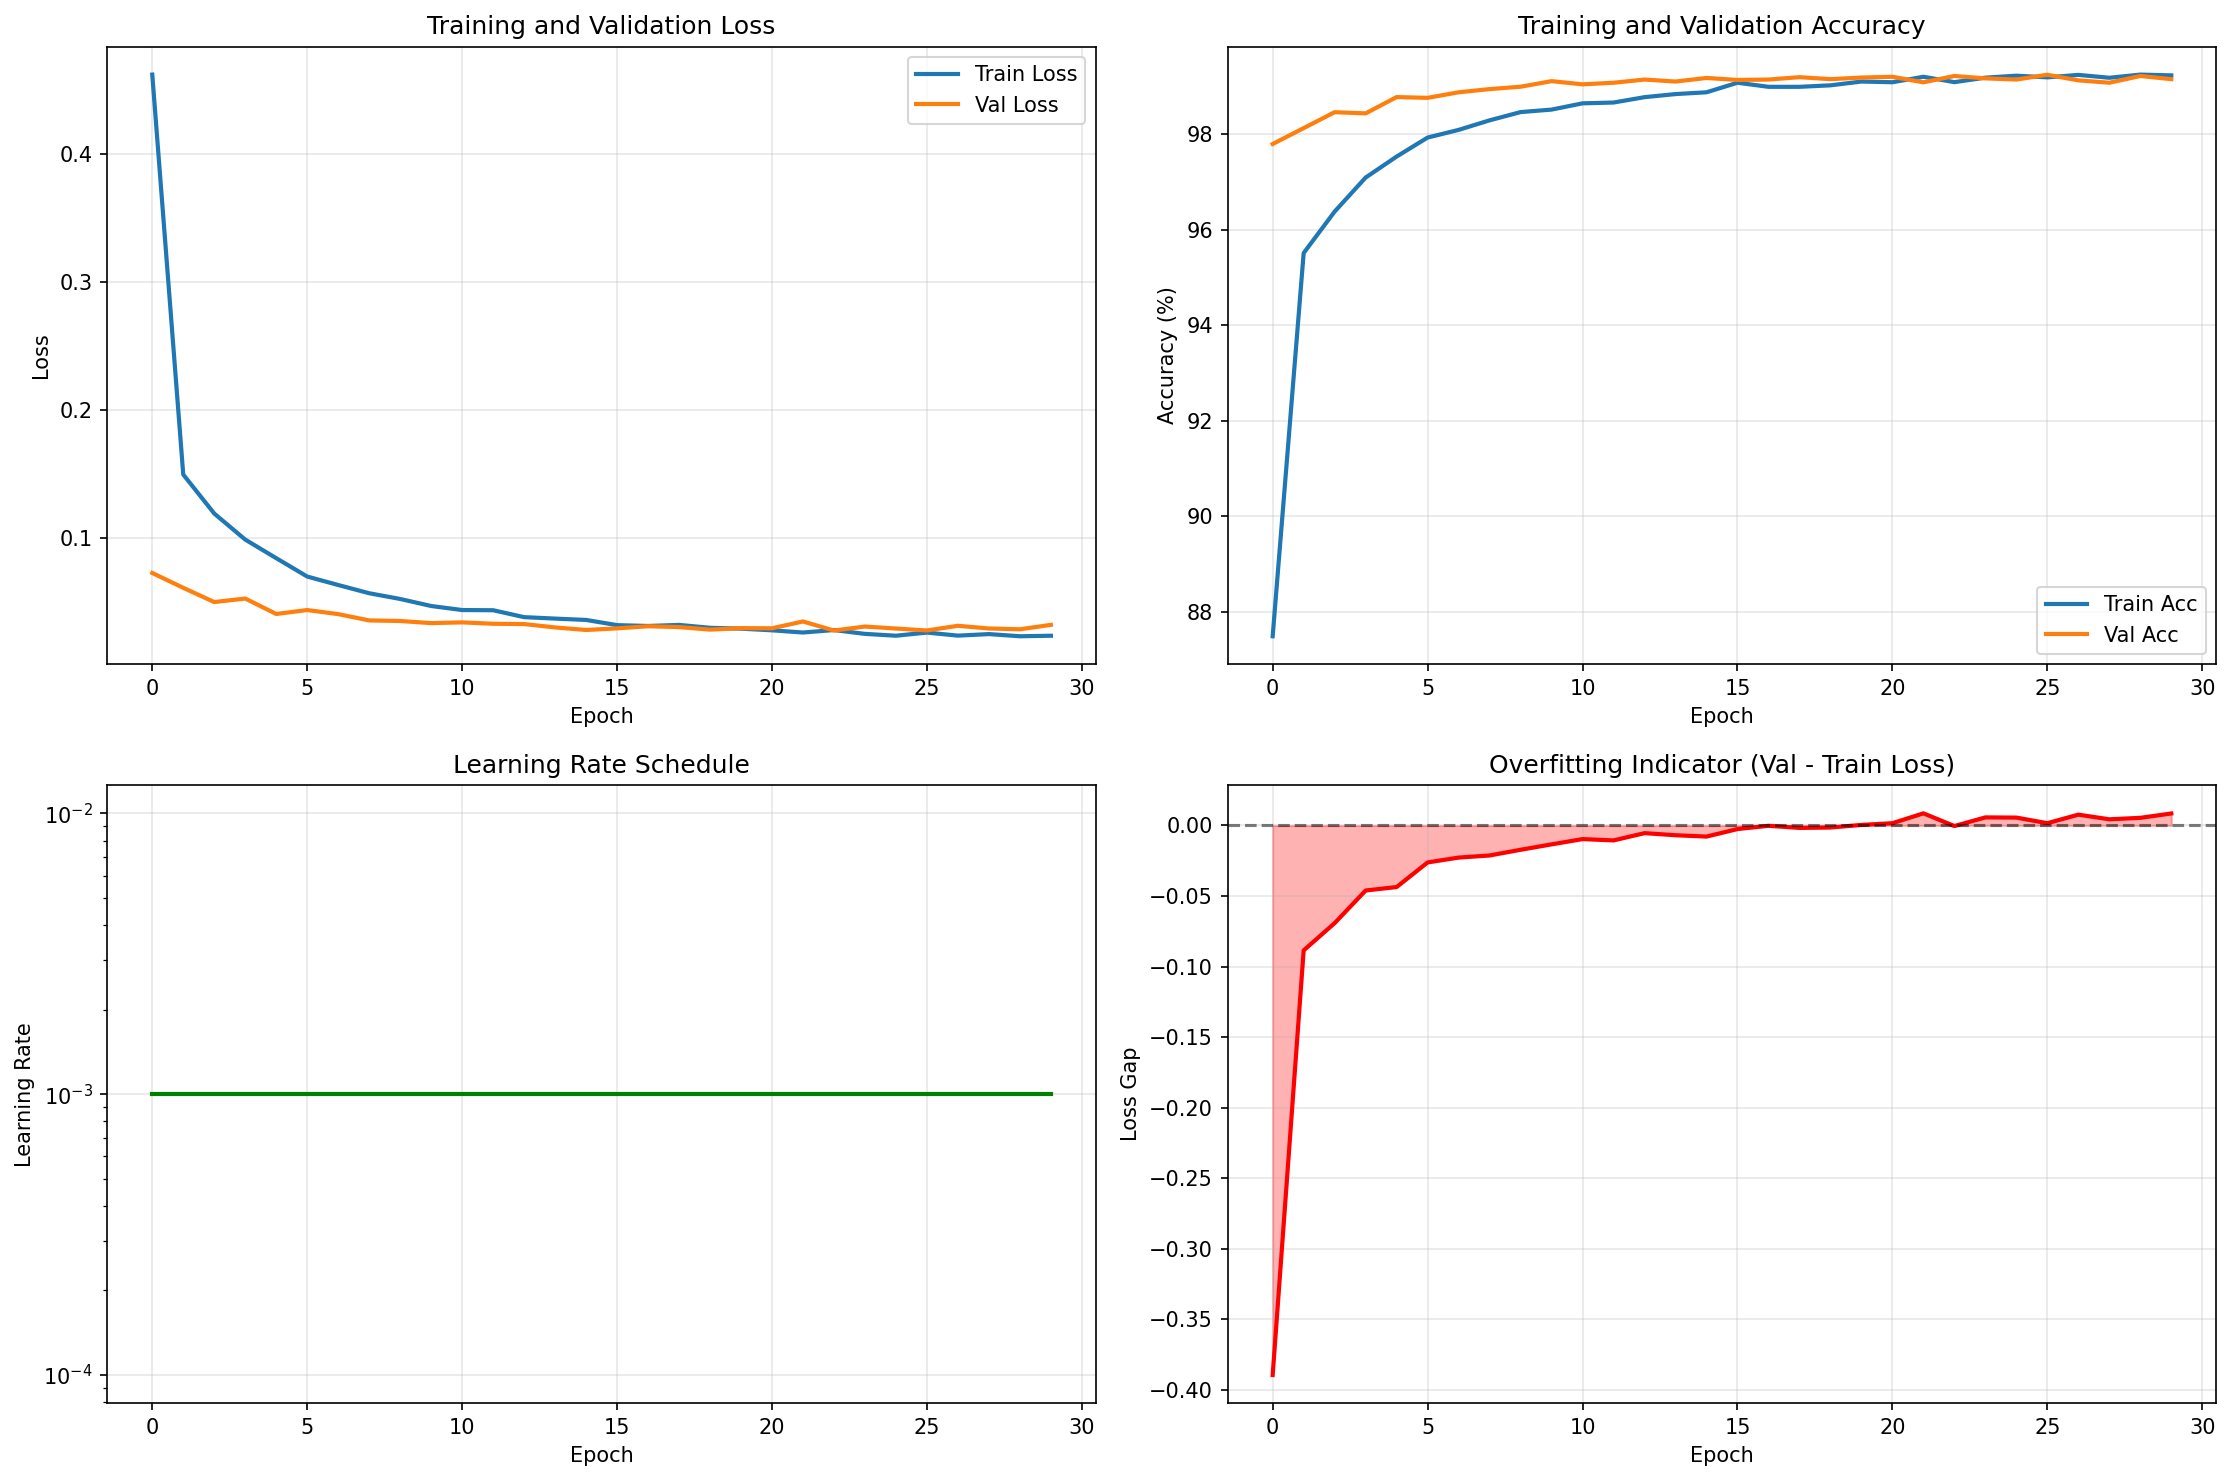 Training and Validation Loss
Train Loss
Val Loss
0.4
0.3
0.2
0.1
Loss
0 5 10 15 20 25 30
Epoch
Training and Validation Accuracy
98
96
94
92
90
88
Accuracy (%)
Train Acc
Val Acc
0 5 10 15 20 25 30
Epoch
Learning Rate Schedule
10⁻²
10⁻³
10⁻⁴
Learning Rate
0 5 10 15 20 25 30
Epoch
Overfitting Indicator (Val - Train Loss)
0.00
−0.05
−0.10
−0.15
−0.20
−0.25
−0.30
−0.35
−0.40
Loss Gap
0 5 10 15 20 25 30
Epoch